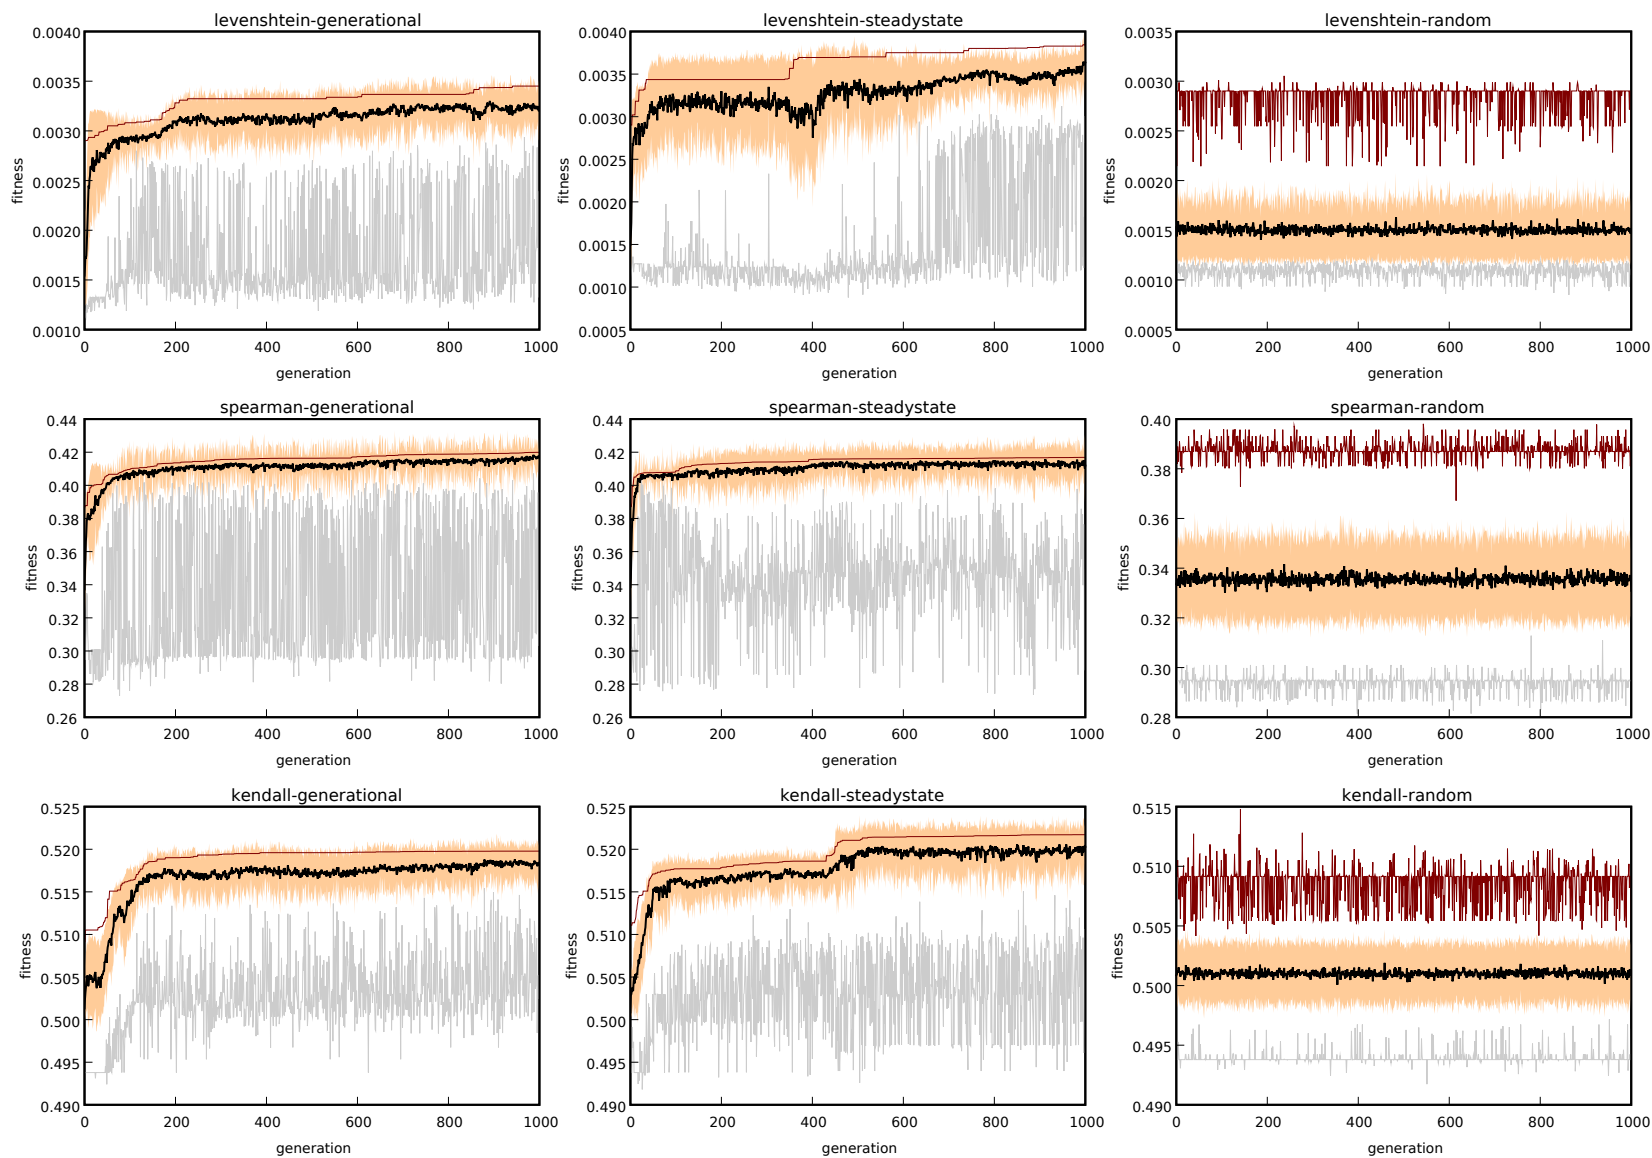 levenshtein-generational
levenshtein-steadystate
levenshtein-random
0.0040
0.0035
0.0030
0.0025
0.0020
0.0015
0.0010
fitness
0 200 400 600 800 1000
generation
0.0040
0.0035
0.0030
0.0025
0.0020
0.0015
0.0010
0.0005
fitness
0 200 400 600 800 1000
generation
0.0035
0.0030
0.0025
0.0020
0.0015
0.0010
0.0005
fitness
0 200 400 600 800 1000
generation
spearman-generational
spearman-steadystate
spearman-random
0.44
0.42
0.40
0.38
0.36
0.34
0.32
0.30
0.28
0.26
fitness
0 200 400 600 800 1000
generation
0.44
0.42
0.40
0.38
0.36
0.34
0.32
0.30
0.28
0.26
fitness
0 200 400 600 800 1000
generation
0.40
0.38
0.36
0.34
0.32
0.30
0.28
fitness
0 200 400 600 800 1000
generation
kendall-generational
kendall-steadystate
kendall-random
0.525
0.520
0.515
0.510
0.505
0.500
0.495
0.490
fitness
0 200 400 600 800 1000
generation
0.525
0.520
0.515
0.510
0.505
0.500
0.495
0.490
fitness
0 200 400 600 800 1000
generation
0.515
0.510
0.505
0.500
0.495
0.490
fitness
0 200 400 600 800 1000
generation